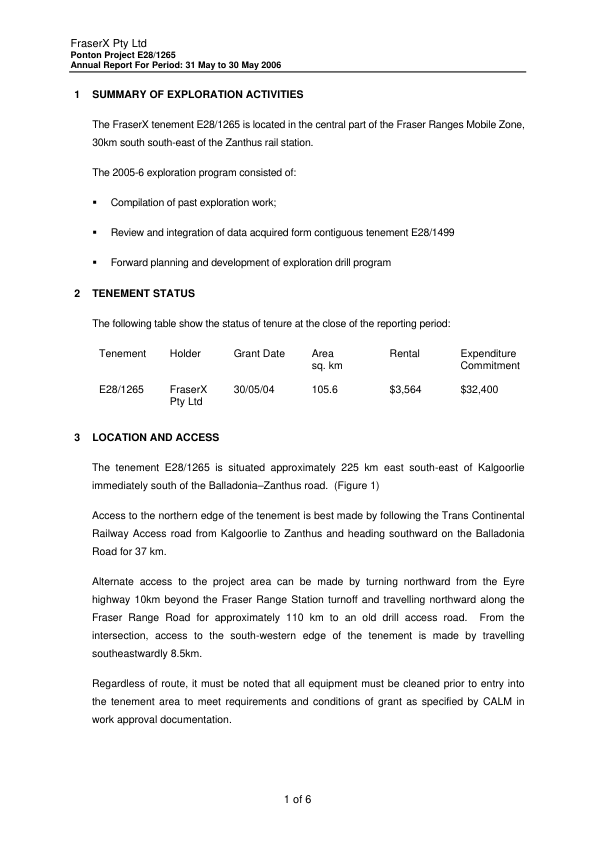 FraserX Pty Ltd
Ponton Project E28/1265
Annual Report For Period: 31 May to 30 May 2006
1 SUMMARY OF EXPLORATION ACTIVITIES
The FraserX tenement E28/1265 is located in the central part of the Fraser Ranges Mobile Zone,
30km south south-east of the Zanthus rail station.
The 2005-6 exploration program consisted of:
▪ Compilation of past exploration work;
▪ Review and integration of data acquired form contiguous tenement E28/1499
▪ Forward planning and development of exploration drill program
2 TENEMENT STATUS
The following table show the status of tenure at the close of the reporting period:
Tenement Holder Grant Date Area Rental Expenditure
sq. km Commitment
E28/1265 FraserX 30/05/04 105.6 $3,564 $32,400
Pty Ltd
3 LOCATION AND ACCESS
The tenement E28/1265 is situated approximately 225 km east south-east of Kalgoorlie
immediately south of the Balladonia–Zanthus road. (Figure 1)
Access to the northern edge of the tenement is best made by following the Trans Continental
Railway Access road from Kalgoorlie to Zanthus and heading southward on the Balladonia
Road for 37 km.
Alternate access to the project area can be made by turning northward from the Eyre
highway 10km beyond the Fraser Range Station turnoff and travelling northward along the
Fraser Range Road for approximately 110 km to an old drill access road. From the
intersection, access to the south-western edge of the tenement is made by travelling
southeastwardly 8.5km.
Regardless of route, it must be noted that all equipment must be cleaned prior to entry into
the tenement area to meet requirements and conditions of grant as specified by CALM in
work approval documentation.
1 of 6